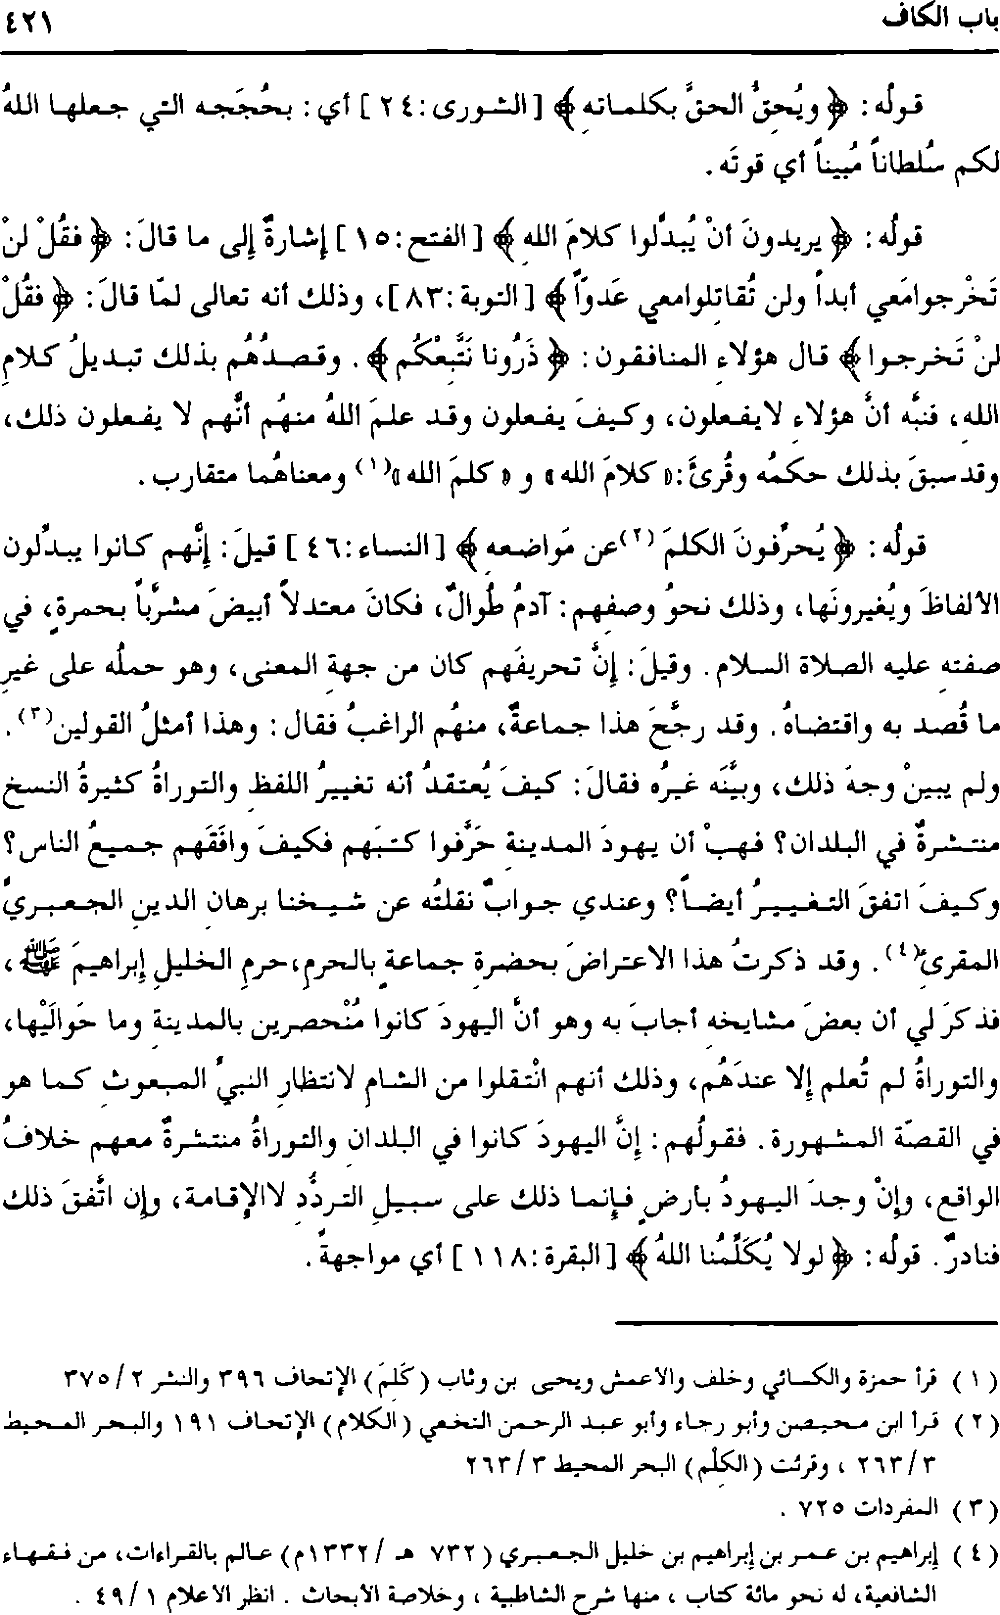 باب الكاف ٤٢١
قولُه: ﴿ويُحِقُّ الحقَّ بكلماتهِ﴾ [الشورى:٢٤] أي: بحُجَجه التي جعلها اللهُ
لكم سُلطاناً مُبيناً أي قوتَه.
قولُه: ﴿يريدونَ أنْ يُبدِّلوا كلامَ اللهِ﴾ [الفتح:١٥] إشارةٌ إلى ما قالَ: ﴿فقُلْ لنْ
تَخْرجوامَعي أبداً ولن تُقاتِلوامعي عَدوّاً﴾ [التوبة:٨٣]، وذلك أنه تعالى لمّا قالَ: ﴿فقُلْ
لنْ تَخرجوا﴾ قال هؤلاءِ المنافقون: ﴿ذَرُونا نَتَّبِعْكُم﴾. وقصدُهُم بذلك تبديلُ كلامِ
اللهِ، فنبَّه أنَّ هؤلاءِ لايفعلون، وكيفَ يفعلون وقد علمَ اللهُ منهُم أنَّهم لا يفعلون ذلك،
وقدسبقَ بذلك حكمُه وقُرئَ:« كلامَ الله» و « كلمَ الله»(١) ومعناهُما متقارب.
قولُه: ﴿يُحرِّفونَ الكلمَ (٢)عن مَواضعِه﴾ [النساء:٤٦] قيلَ: إنَّهم كانوا يبدِّلون
الألفاظَ ويُغيرونَها، وذلك نحوُ وصفِهم: آدمُ طُوالٌ، فكانَ معتدلاً أبيضَ مشرَّباً بحمرةٍ، في
صفتهِ عليه الصلاة السلام. وقيلَ: إنَّ تحريفَهم كان من جهةِ المعنى، وهو حملُه على غيرِ
ما قُصد به واقتضاهُ. وقد رجَّحَ هذا جماعةٌ، منهُم الراغبُ فقال: وهذا أمثلُ القولين(٣).
ولم يبينْ وجهَ ذلك، وبيَّنَه غيرُه فقالَ: كيفَ يُعتقدُ أنه تغييرُ اللفظِ والتوراةُ كثيرةُ النسخ
منتشرةٌ في البلدان؟ فهبْ أن يهودَ المدينةِ حَرَّفوا كتبَهم فكيفَ وافَقَهم جميعُ الناس؟
وكيفَ اتفقَ التغييرُ أيضاً؟ وعندي جوابٌ نقلتُه عن شيخنا برهانِ الدينِ الجعبريِّ
المقرئِ(٤). وقد ذكرتُ هذا الاعتراضَ بحضرةِ جماعةٍ بالحرمِ،حرمِ الخليلِ إبراهيمَ ﷺ،
فذكرَ لي أن بعضَ مشايخهِ أجابَ به وهو أنَّ اليهودَ كانوا مُنْحصرين بالمدينةِ وما حَوالَيْها،
والتوراةُ لم تُعلم إلا عندَهُم، وذلك أنهم انْتقلوا من الشامِ لانتظارِ النبيِّ المبعوثِ كما هو
في القصّة المشهورة. فقولُهم: إنَّ اليهودَ كانوا في البلدانِ والتوراةُ منتشرةٌ معهم خلافُ
الواقع، وإنْ وجدَ اليهودُ بأرضٍ فإنما ذلك على سبيلِ التردُّدِ لاالإقامة، وإن اتَّفقَ ذلك
فنادرٌ. قولُه: ﴿لولا يُكَلِّمُنا اللهُ﴾ [البقرة:١١٨] أي مواجهةً.
(١) قرأ حمزة والكسائي وخلف والأعمش ويحيى بن وثاب (كَلِمَ) الإتحاف ٣٩٦ والنشر ٢/٣٧٥
(٢) قرأ ابن محيصن وأبو رجاء وأبو عبد الرحمن النخعي (الكلام) الإتحاف ١٩١ والبحر المحيط
٣/٢٦٣ ، وقرئت (الكِلْم) البحر المحيط ٣/٢٦٣
(٣) المفردات ٧٢٥ .
(٤) إبراهيم بن عمر بن إبراهيم بن خليل الجعبري (٧٣٢ هـ /١٣٣٢م) عالم بالقراءات، من فقهاء
الشافعية، له نحو مائة كتاب ، منها شرح الشاطبية ، وخلاصة الأبحاث . انظر الأعلام ١/٤٩ .